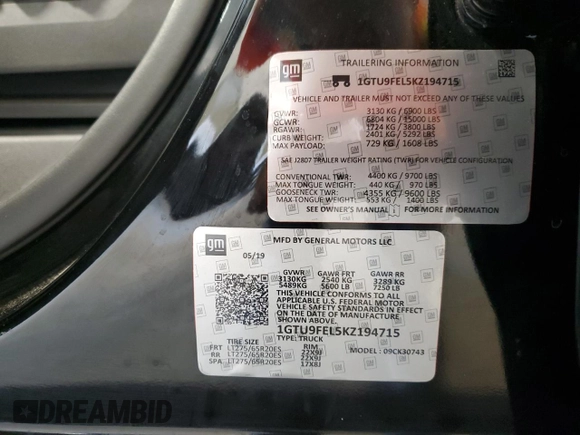 gm
TRAILERING INFORMATION
1GTU9FEL5KZ194715
VEHICLE AND TRAILER MUST NOT EXCEED ANY OF THESE VALUES
GVWR: 3130 KG / 6900 LBS
GCWR: 6804 KG / 15000 LBS
RGAWR: 1724 KG / 3800 LBS
CURB WEIGHT: 2401 KG / 5292 LBS
MAX PAYLOAD: 729 KG / 1608 LBS
SAE J2807 TRAILER WEIGHT RATING (TWR) FOR VEHICLE CONFIGURATION
CONVENTIONAL TWR: 4400 KG / 9700 LBS
MAX TONGUE WEIGHT: 440 KG / 970 LBS
GOOSENECK TWR: 4355 KG / 9600 LBS
MAX TONGUE WEIGHT: 553 KG / 1400 LBS
SEE OWNER'S MANUAL FOR MORE INFORMATION
gm
MFD BY GENERAL MOTORS LLC
05/19
GVWR GAWR FRT GAWR RR
3130KG 2540 KG 3289 KG
5489KG 5600 LB 7250 LB
THIS VEHICLE CONFORMS TO ALL
APPLICABLE U.S. FEDERAL MOTOR
VEHICLE SAFETY STANDARDS IN EFFECT
ON THE DATE OF MANUFACTURE SHOWN ABOVE.
1GTU9FEL5KZ194715
TYPE: TRUCK
TIRE SIZE RIM MODEL: 09CK30743
FRT LT275/65R20ES 22X9J
RR LT275/65R20ES 22X9J
SPA LT275/65R20ES 17X8J
DREAMBID